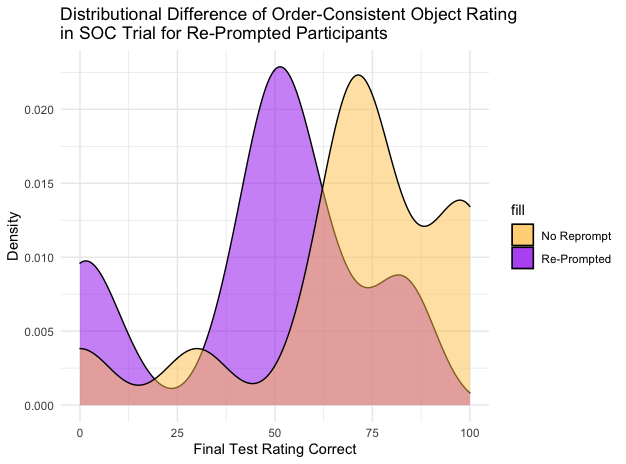 Distributional Difference of Order-Consistent Object Rating
in SOC Trial for Re-Prompted Participants
0.020
0.015
0.010
0.005
0.000
Density
0
25
50
75
100
Final Test Rating Correct
fill
No Reprompt
Re-Prompted